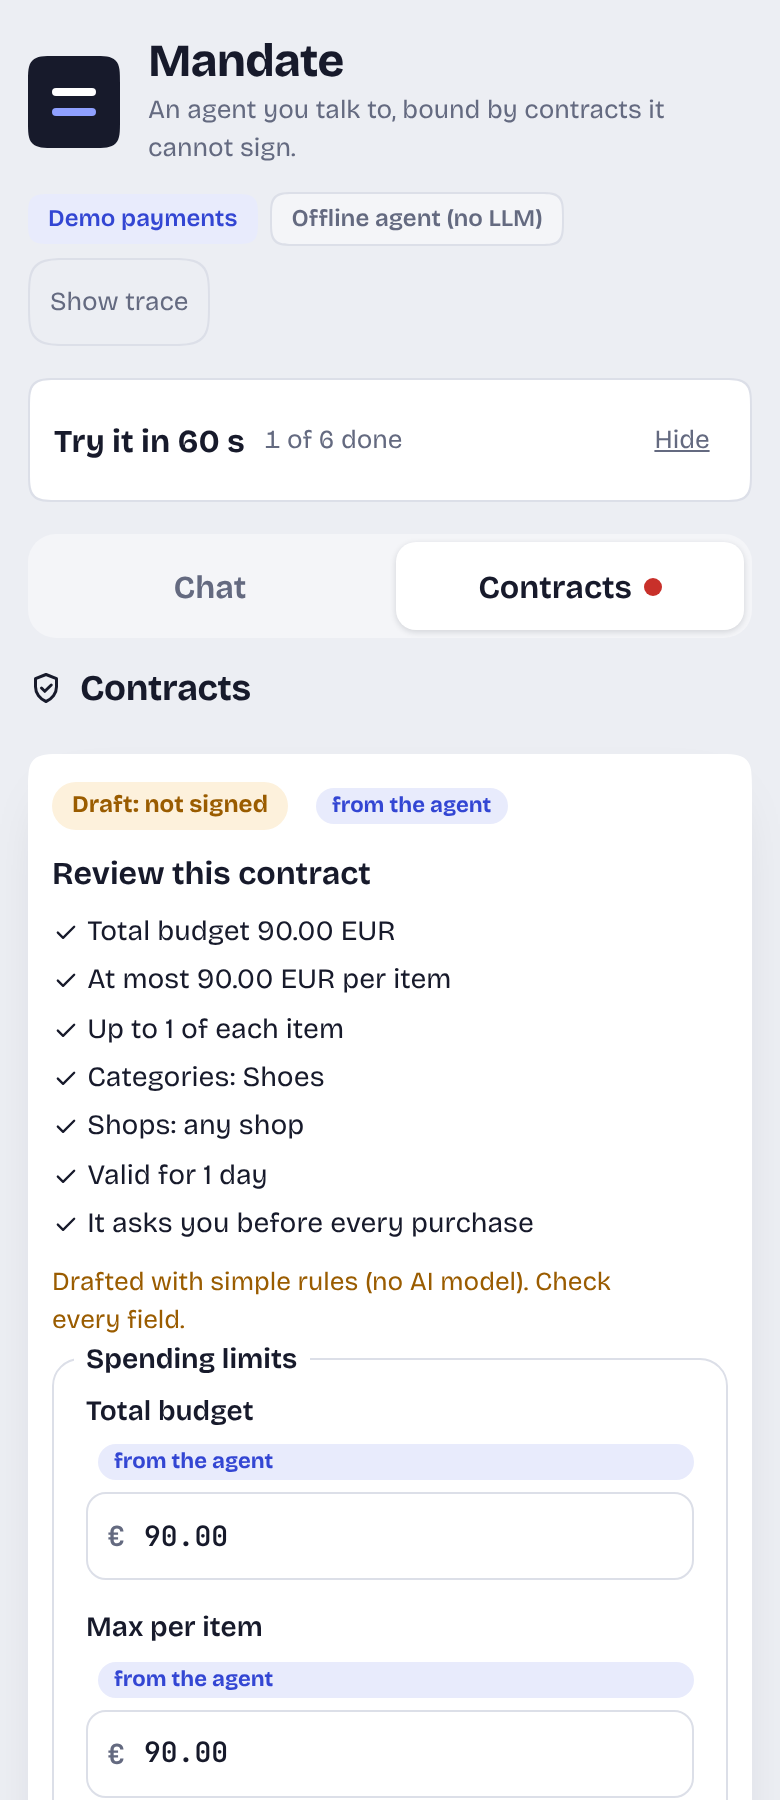 Mandate
An agent you talk to, bound by contracts it
cannot sign.
Demo payments
Offline agent (no LLM)
Show trace
Try it in 60 s
1 of 6 done
Hide
Chat
Contracts
Contracts
Draft: not signed
from the agent
Review this contract
Total budget 90.00 EUR
At most 90.00 EUR per item
Up to 1 of each item
Categories: Shoes
Shops: any shop
Valid for 1 day
It asks you before every purchase
Drafted with simple rules (no AI model). Check
every field.
Spending limits
Total budget
from the agent
€ 90.00
Max per item
from the agent
€ 90.00